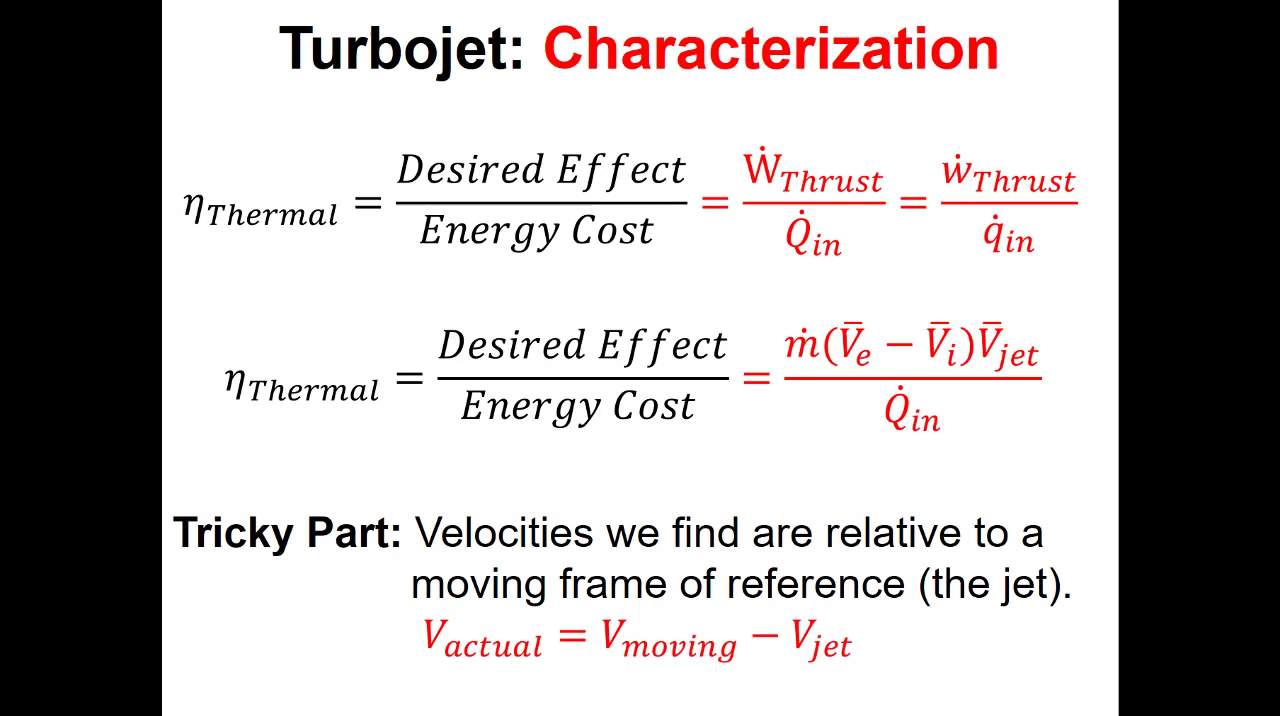 Turbojet: Characterization
η_Thermal = Desired Effect / Energy Cost = Ẇ_Thrust / Q̇_in = ẇ_Thrust / q̇_in
η_Thermal = Desired Effect / Energy Cost = ṁ(V̅_e − V̅_i)V̅_jet / Q̇_in
Tricky Part: Velocities we find are relative to a
moving frame of reference (the jet).
V_actual = V_moving − V_jet